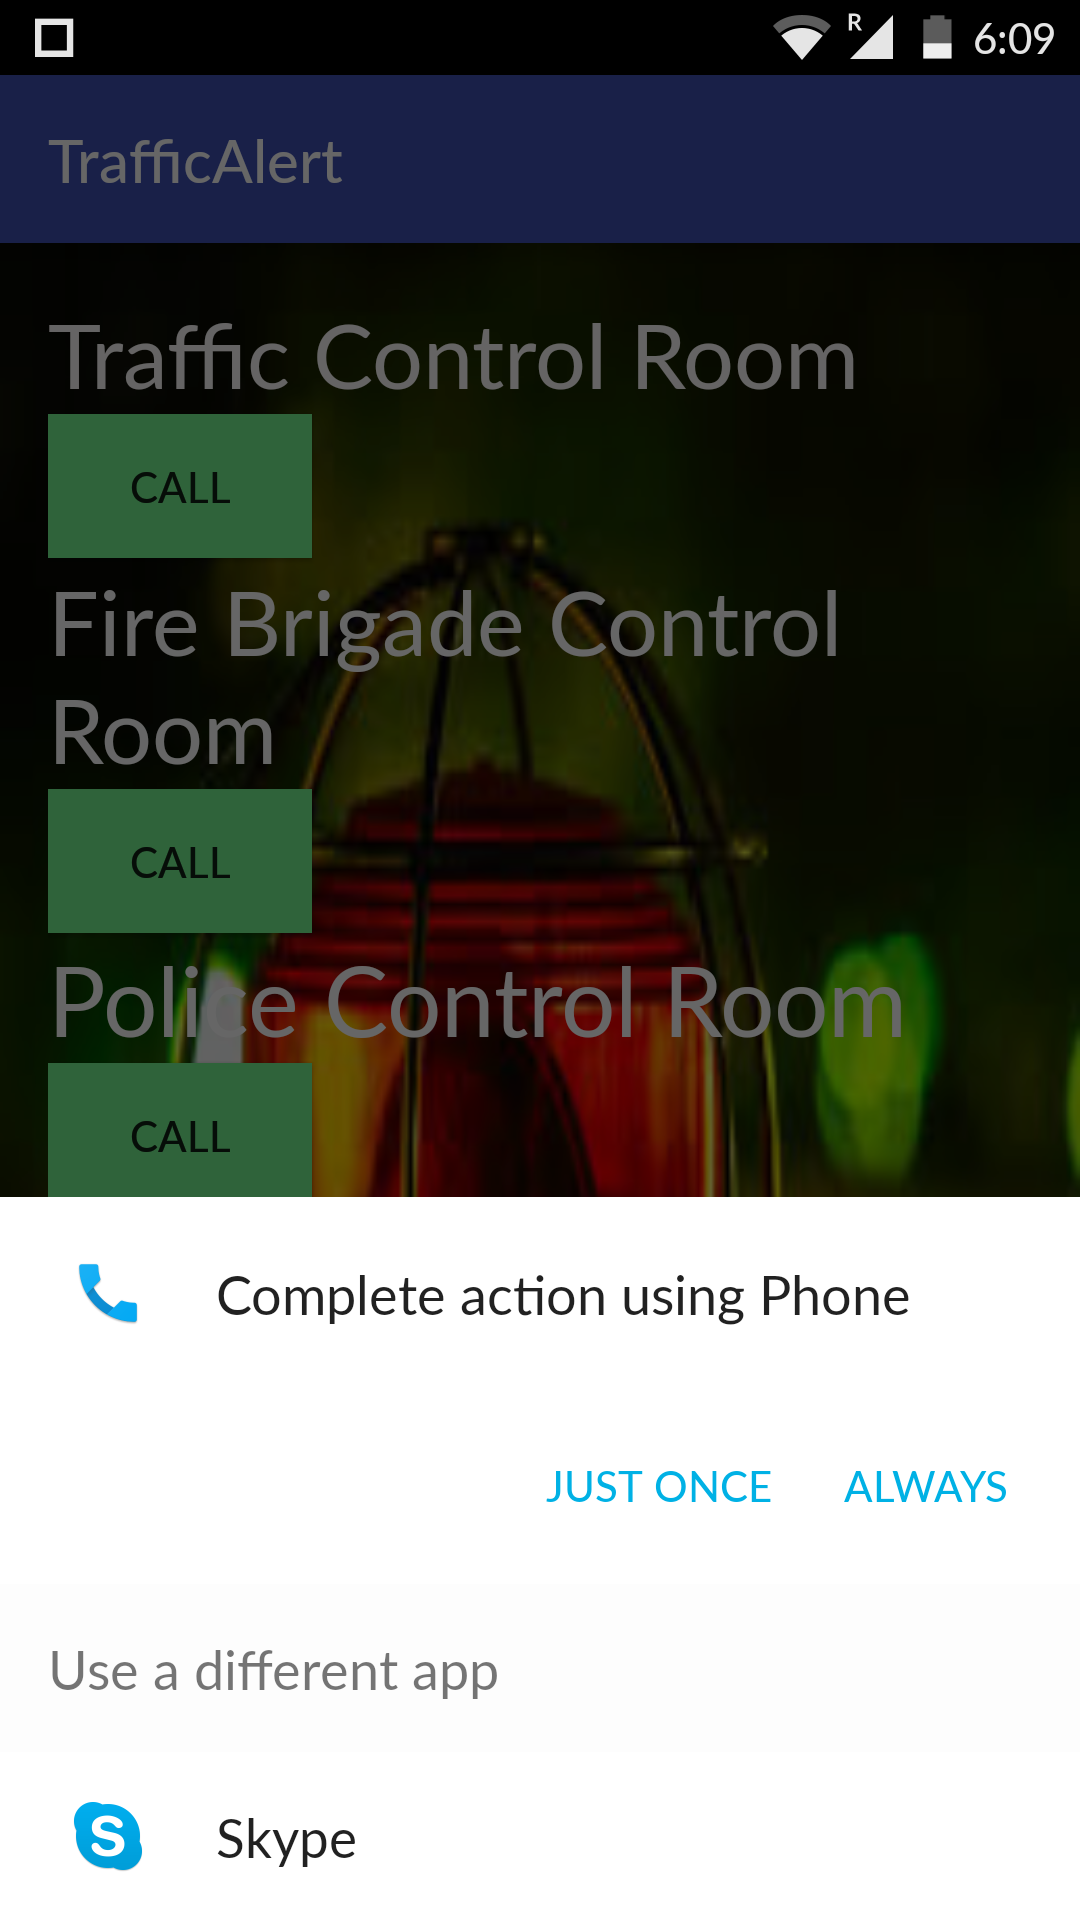 R
6:09
TrafficAlert
Traffic Control Room
CALL
Fire Brigade Control
Room
CALL
Police Control Room
CALL
Complete action using Phone
JUST ONCE
ALWAYS
Use a different app
S
Skype